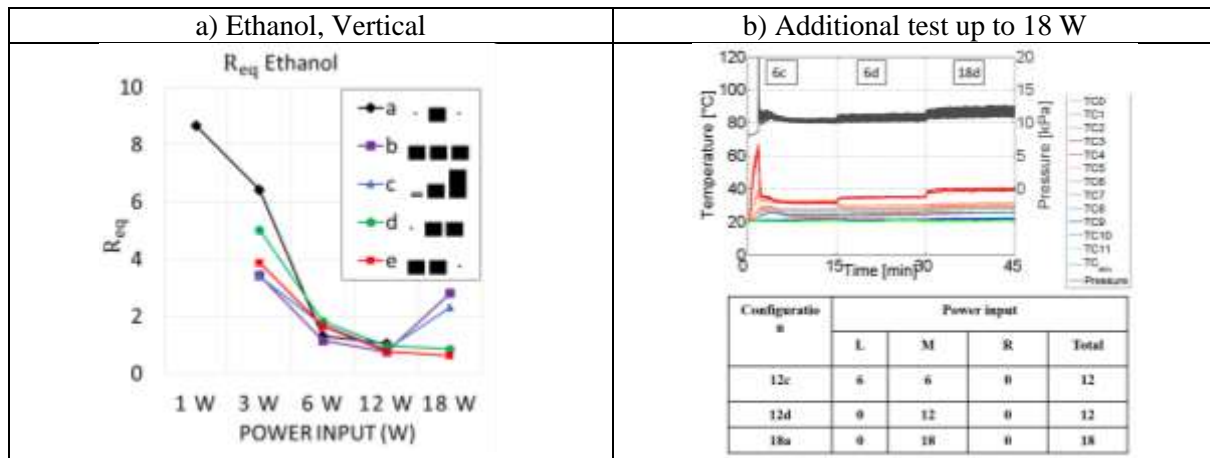 a) Ethanol, Vertical
b) Additional test up to 18 W
Req Ethanol
Req
10
8
6
4
2
0
1 W 3 W 6 W 12 W 18 W
POWER INPUT (W)
a
b
c
d
e
Temperature [°C]
120
100
80
60
40
20
0
6c 6d 18d
20
15
10
5
0
Pressure [kPa]
0 15 30 45
Time [min]
TC0
TC1
TC2
TC3
TC4
TC5
TC6
TC7
TC8
TC9
TC10
TC11
Pressure
Configuratio
n
Power input
L M R Total
12c 6 6 0 12
12d 0 12 0 12
18a 0 18 0 18